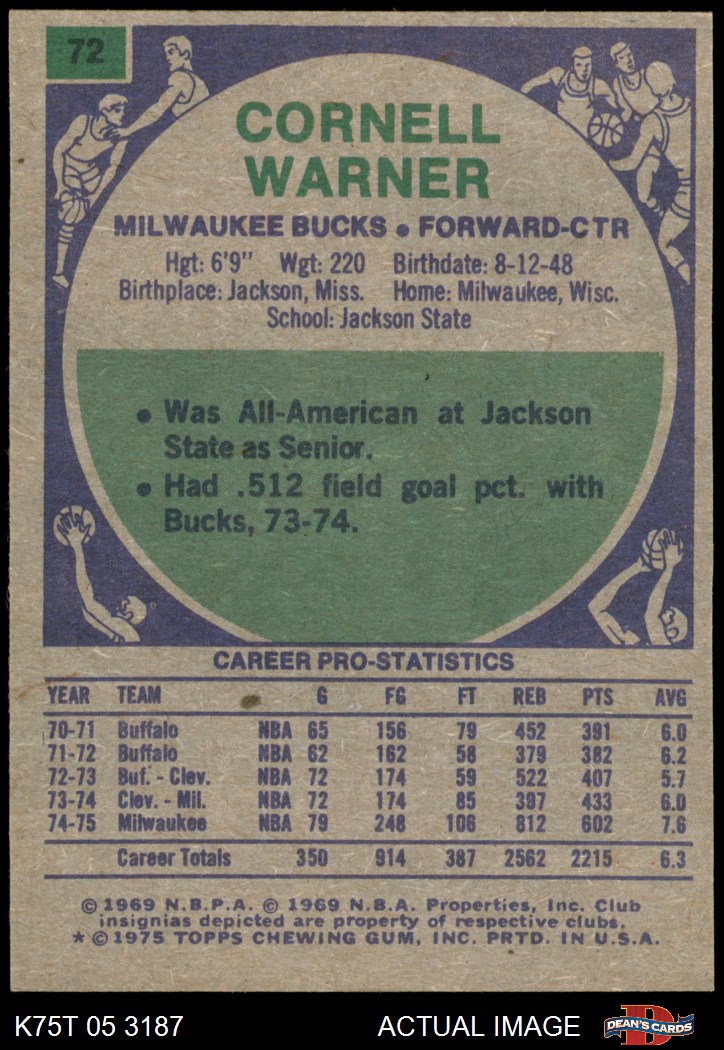 72
CORNELL
WARNER
MILWAUKEE BUCKS • FORWARD-CTR
Hgt: 6'9" Wgt: 220 Birthdate: 8-12-48
Birthplace: Jackson, Miss. Home: Milwaukee, Wisc.
School: Jackson State
• Was All-American at Jackson
State as Senior.
• Had .512 field goal pct. with
Bucks, 73-74.
CAREER PRO-STATISTICS
YEAR TEAM G FG FT REB PTS AVG
70-71 Buffalo NBA 65 156 79 452 391 6.0
71-72 Buffalo NBA 62 162 58 379 382 6.2
72-73 Buf. - Clev. NBA 72 174 59 522 407 5.7
73-74 Clev. - Mil. NBA 72 174 85 397 433 6.0
74-75 Milwaukee NBA 79 248 106 812 602 7.6
Career Totals 350 914 387 2562 2215 6.3
© 1969 N.B.P.A. © 1969 N.B.A. Properties, Inc. Club
insignias depicted are property of respective clubs.
* © 1975 TOPPS CHEWING GUM, INC. PRTD. IN U.S.A.
K75T 05 3187 ACTUAL IMAGE D DEAN'S CARDS